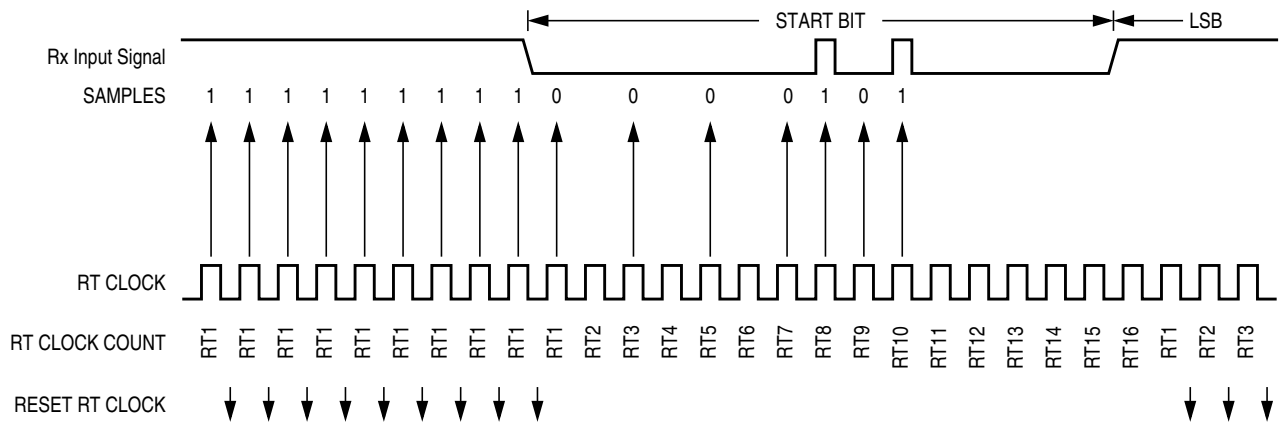 START BIT LSB
Rx Input Signal
SAMPLES 1 1 1 1 1 1 1 1 1 0 0 0 0 1 0 1
RT CLOCK
RT CLOCK COUNT RT1 RT1 RT1 RT1 RT1 RT1 RT1 RT1 RT1 RT1 RT2 RT3 RT4 RT5 RT6 RT7 RT8 RT9 RT10 RT11 RT12 RT13 RT14 RT15 RT16 RT1 RT2 RT3
RESET RT CLOCK